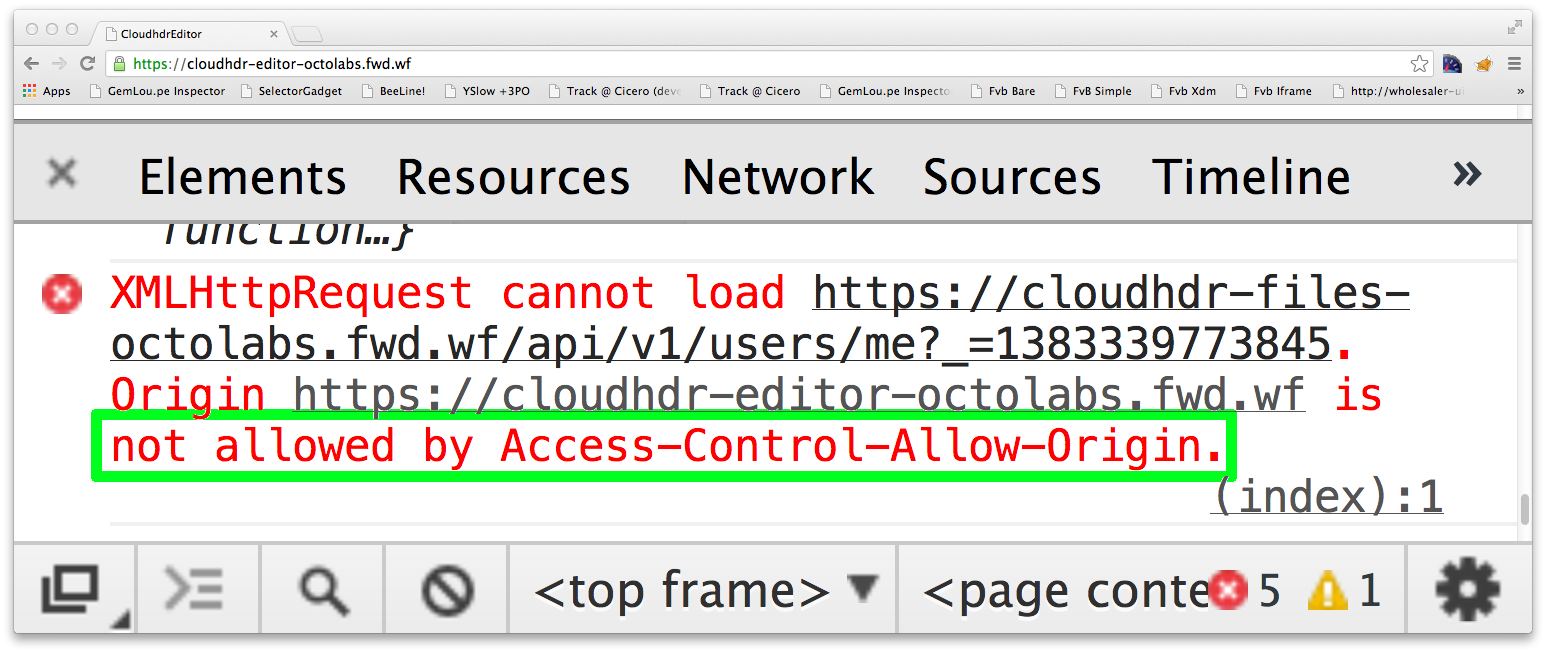 CloudhdrEditor
https://cloudhdr-editor-octolabs.fwd.wf
Apps GemLou.pe Inspector SelectorGadget BeeLine! YSlow +3PO Track @ Cicero (deve Track @ Cicero GemLou.pe Inspecto Fvb Bare FvB Simple Fvb Xdm Fvb Iframe http://wholesaler-u »
Elements Resources Network Sources Timeline »
function…}
XMLHttpRequest cannot load https://cloudhdr-files-
octolabs.fwd.wf/api/v1/users/me?_=1383339773845.
Origin https://cloudhdr-editor-octolabs.fwd.wf is
not allowed by Access-Control-Allow-Origin.
(index):1
<top frame> ▼ <page conte 5 1